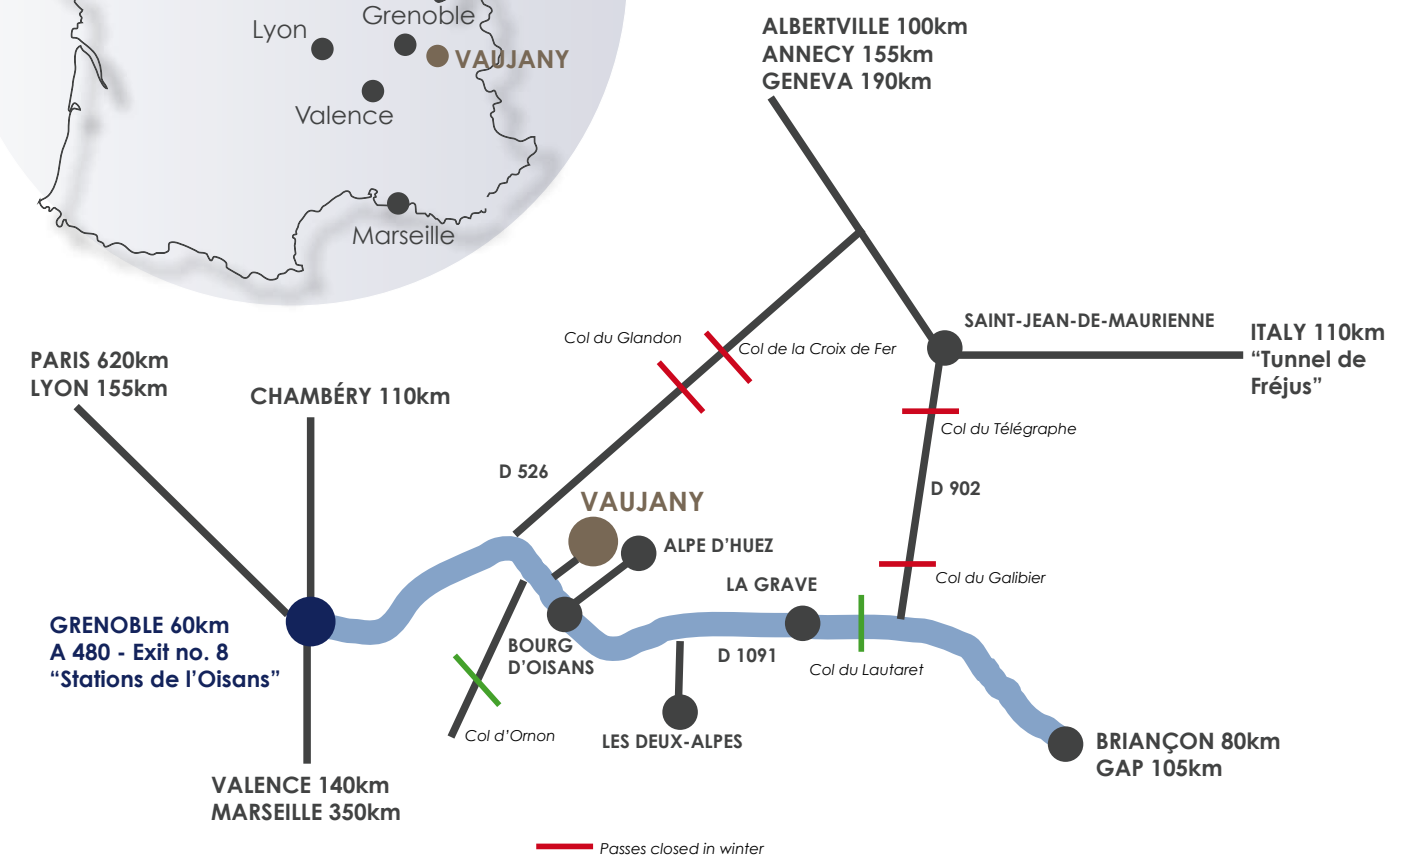 Grenoble
Lyon
VAUJANY
Valence
Marseille
ALBERTVILLE 100km
ANNECY 155km
GENEVA 190km
SAINT-JEAN-DE-MAURIENNE
ITALY 110km
“Tunnel de
Fréjus”
Col du Glandon
Col de la Croix de Fer
PARIS 620km
LYON 155km
CHAMBÉRY 110km
Col du Télégraphe
D 526
D 902
VAUJANY
ALPE D’HUEZ
LA GRAVE
Col du Galibier
GRENOBLE 60km
A 480 - Exit no. 8
“Stations de l’Oisans”
BOURG
D’OISANS
D 1091
Col du Lautaret
Col d’Ornon
LES DEUX-ALPES
BRIANÇON 80km
GAP 105km
VALENCE 140km
MARSEILLE 350km
Passes closed in winter